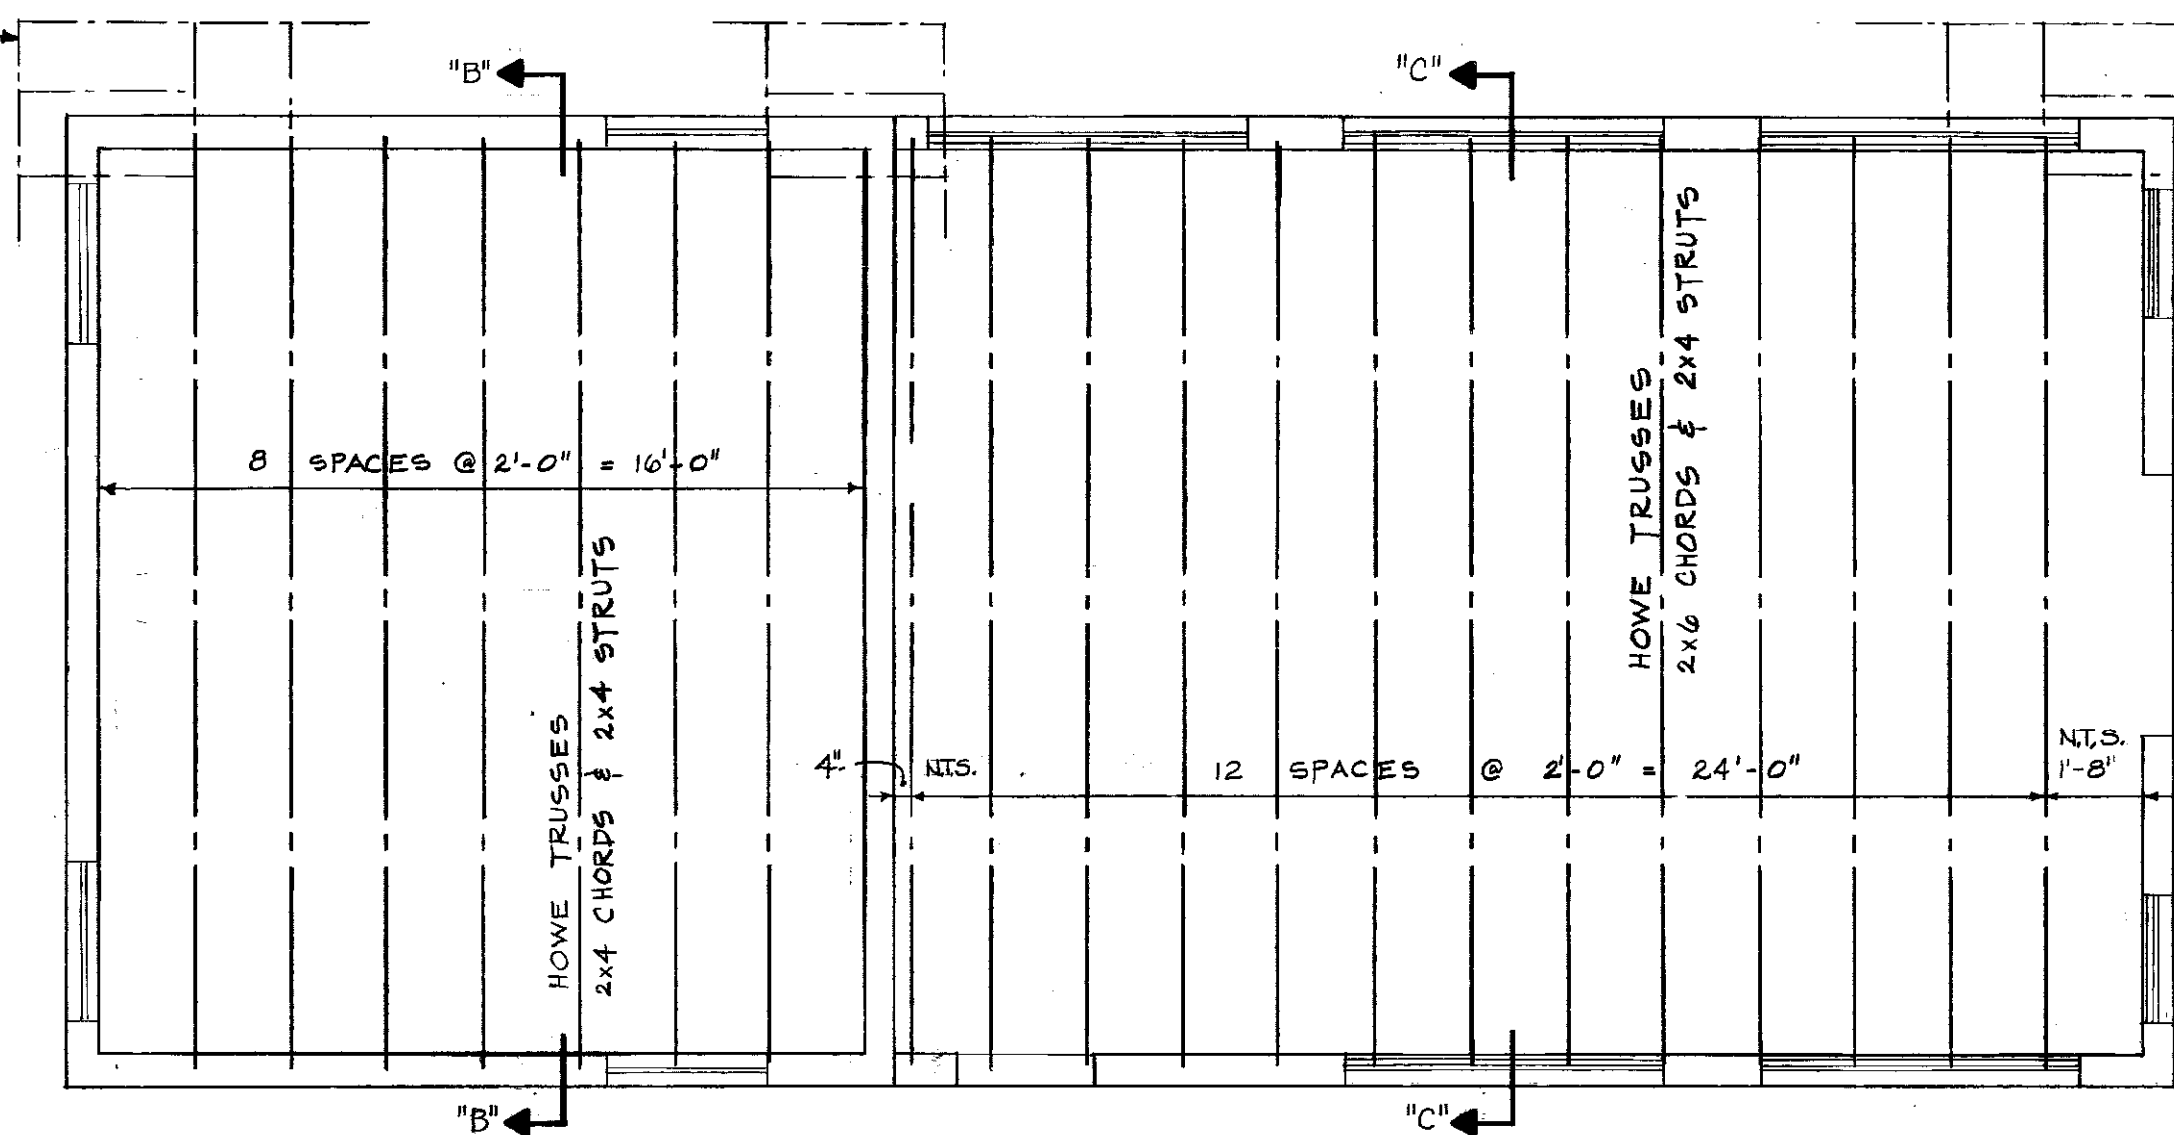 "B"
"C"
8 SPACES @ 2'-0" = 16'-0"
HOWE TRUSSES
2x4 CHORDS & 2x4 STRUTS
HOWE TRUSSES
2x6 CHORDS & 2x4 STRUTS
4"
N.T.S.
12 SPACES @ 2'-0" = 24'-0"
N.T.S.
1'-8"
"B"
"C"